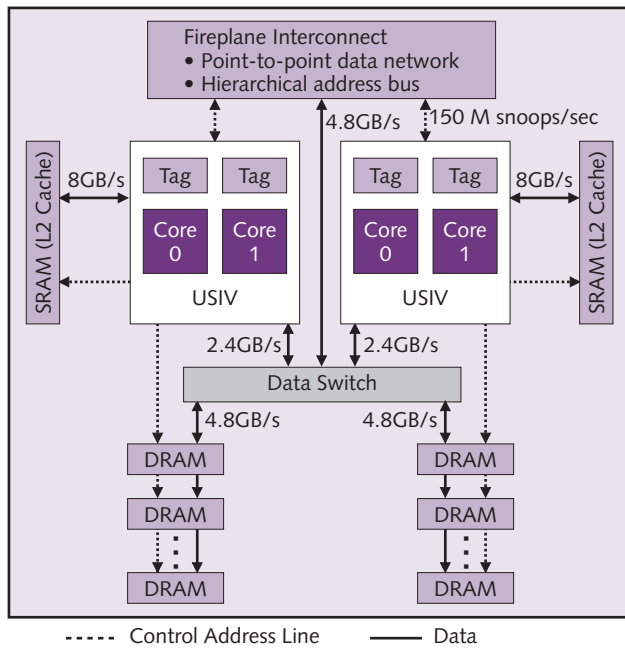 Fireplane Interconnect
• Point-to-point data network
• Hierarchical address bus
4.8GB/s
150 M snoops/sec
SRAM (L2 Cache)
8GB/s
Tag
Tag
Core
0
Core
1
USIV
Tag
Tag
Core
0
Core
1
USIV
8GB/s
SRAM (L2 Cache)
2.4GB/s
2.4GB/s
Data Switch
4.8GB/s
4.8GB/s
DRAM
DRAM
DRAM
DRAM
DRAM
DRAM
Control Address Line
Data